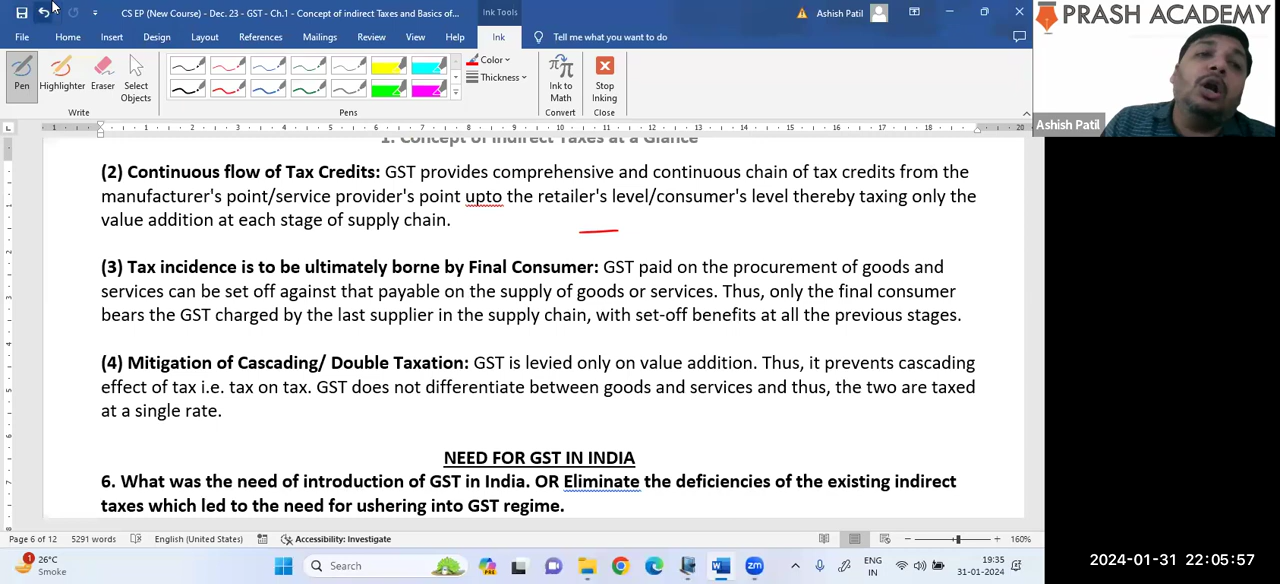 CS EP (New Course) - Dec. 23 - GST - Ch.1 - Concept of indirect Taxes and Basics of...
Ink Tools
Ashish Patil
File Home Insert Design Layout References Mailings Review View Help Ink Tell me what you want to do
Pen Highlighter Eraser Select Objects
Color
Thickness
Ink to Math
Stop Inking
Write Pens Convert Close
PRASH ACADEMY
Ashish Patil
1. Concept of Indirect Taxes at a Glance
(2) Continuous flow of Tax Credits: GST provides comprehensive and continuous chain of tax credits from the
manufacturer's point/service provider's point upto the retailer's level/consumer's level thereby taxing only the
value addition at each stage of supply chain.
(3) Tax incidence is to be ultimately borne by Final Consumer: GST paid on the procurement of goods and
services can be set off against that payable on the supply of goods or services. Thus, only the final consumer
bears the GST charged by the last supplier in the supply chain, with set-off benefits at all the previous stages.
(4) Mitigation of Cascading/ Double Taxation: GST is levied only on value addition. Thus, it prevents cascading
effect of tax i.e. tax on tax. GST does not differentiate between goods and services and thus, the two are taxed
at a single rate.
NEED FOR GST IN INDIA
6. What was the need of introduction of GST in India. OR Eliminate the deficiencies of the existing indirect
taxes which led to the need for ushering into GST regime.
Page 6 of 12 5291 words English (United States) Accessibility: Investigate 160%
26°C
Smoke
Search
ENG
IN
19:35
31-01-2024
2024-01-31 22:05:57